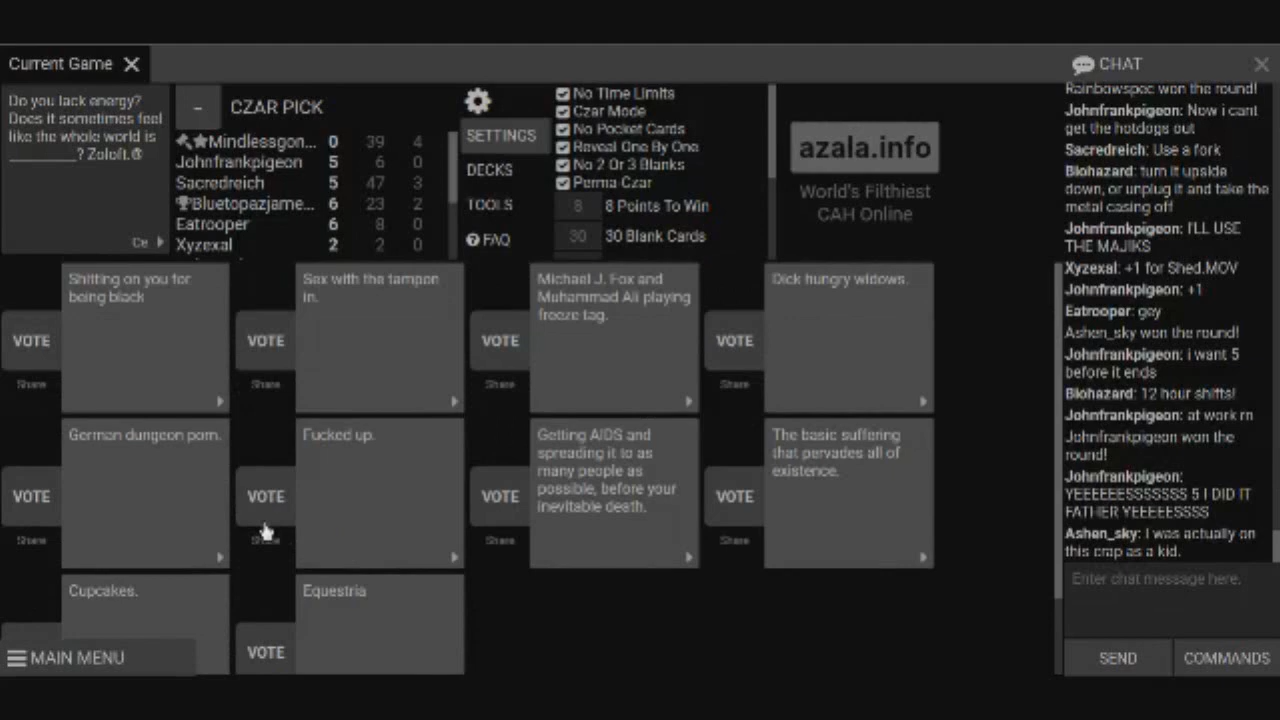 Current Game
CHAT
Do you lack energy?
Does it sometimes feel
like the whole world is
_________? Zoloft.®
CZAR PICK
Mindlessgon... 0 39 4
Johnfrankpigeon 5 6 0
Sacredreich 5 47 3
Bluetopazjame... 6 23 2
Eatrooper 6 8 0
Xyzexal 2 2 0
SETTINGS
DECKS
TOOLS
FAQ
No Time Limits
Czar Mode
No Pocket Cards
Reveal One By One
No 2 Or 3 Blanks
Perma Czar
8 8 Points To Win
30 30 Blank Cards
azala.info
World's Filthiest
CAH Online
Shitting on you for
being black
VOTE
Share
Sex with the tampon
in.
VOTE
Share
Michael J. Fox and
Muhammad Ali playing
freeze tag.
VOTE
Share
Dick hungry widows.
VOTE
Share
German dungeon porn.
VOTE
Share
Fucked up.
VOTE
Getting AIDS and
spreading it to as
many people as
possible, before your
inevitable death.
VOTE
Share
The basic suffering
that pervades all of
existence.
VOTE
Share
Cupcakes.
Equestria
VOTE
MAIN MENU
Rainbowspec won the round!
Johnfrankpigeon: Now i cant
get the hotdogs out
Sacredreich: Use a fork
Biohazard: turn it upside
down, or unplug it and take the
metal casing off
Johnfrankpigeon: I'LL USE
THE MAJIKS
Xyzexal: +1 for Shed.MOV
Johnfrankpigeon: +1
Eatrooper: gey
Ashen_sky won the round!
Johnfrankpigeon: i want 5
before it ends
Biohazard: 12 hour shifts!
Johnfrankpigeon: at work rn
Johnfrankpigeon won the
round!
Johnfrankpigeon:
YEEEEEESSSSSSS 5 I DID IT
FATHER YEEEEESSSS
Ashen_sky: I was actually on
this crap as a kid.
Enter chat message here.
SEND
COMMANDS